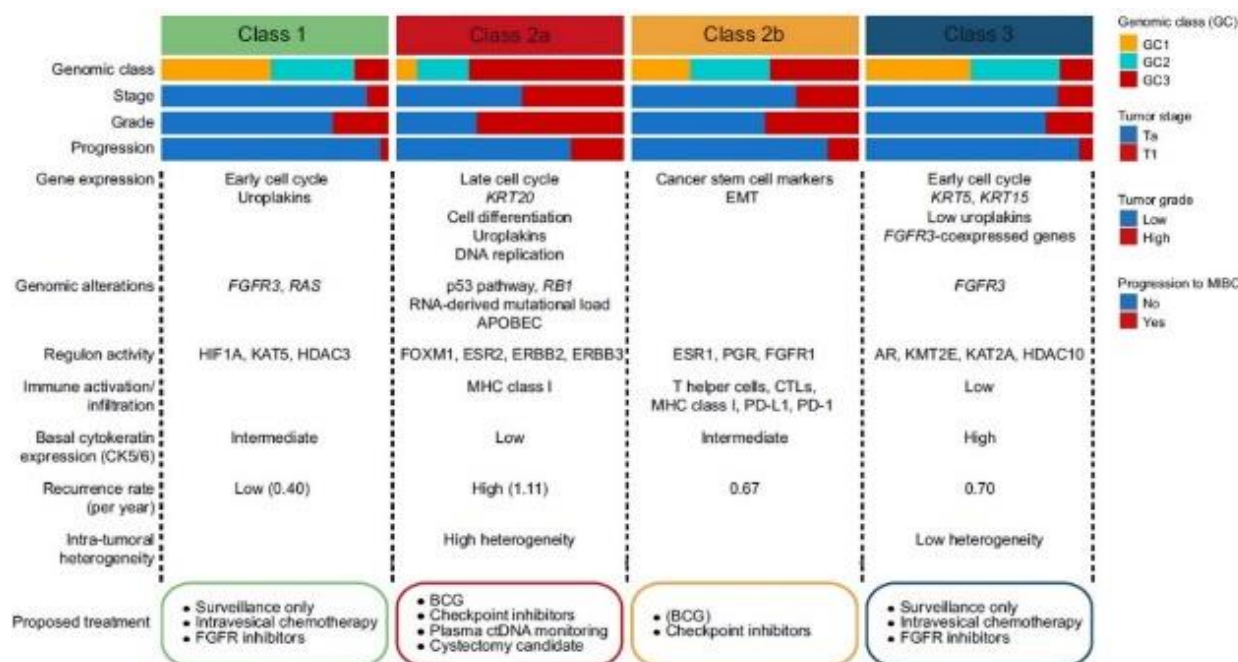 Class 1
Class 2a
Class 2b
Class 3
Genomic class (GC)
GC1
GC2
GC3
Genomic class
Stage
Grade
Progression
Tumor stage
Ta
T1
Tumor grade
Low
High
Progression to MIBC
No
Yes
Gene expression
Early cell cycle
Uroplakins
Late cell cycle
KRT20
Cell differentiation
Uroplakins
DNA replication
Cancer stem cell markers
EMT
Early cell cycle
KRT5, KRT15
Low uroplakins
FGFR3-coexpressed genes
Genomic alterations
FGFR3, RAS
p53 pathway, RB1
RNA-derived mutational load
APOBEC
FGFR3
Regulon activity
HIF1A, KAT5, HDAC3
FOXM1, ESR2, ERBB2, ERBB3
ESR1, PGR, FGFR1
AR, KMT2E, KAT2A, HDAC10
Immune activation/
infiltration
MHC class I
T helper cells, CTLs,
MHC class I, PD-L1, PD-1
Low
Basal cytokeratin
expression (CK5/6)
Intermediate
Low
Intermediate
High
Recurrence rate
(per year)
Low (0.40)
High (1.11)
0.67
0.70
Intra-tumoral
heterogeneity
High heterogeneity
Low heterogeneity
Proposed treatment
• Surveillance only
• Intravesical chemotherapy
• FGFR inhibitors
• BCG
• Checkpoint inhibitors
• Plasma ctDNA monitoring
• Cystectomy candidate
• (BCG)
• Checkpoint inhibitors
• Surveillance only
• Intravesical chemotherapy
• FGFR inhibitors